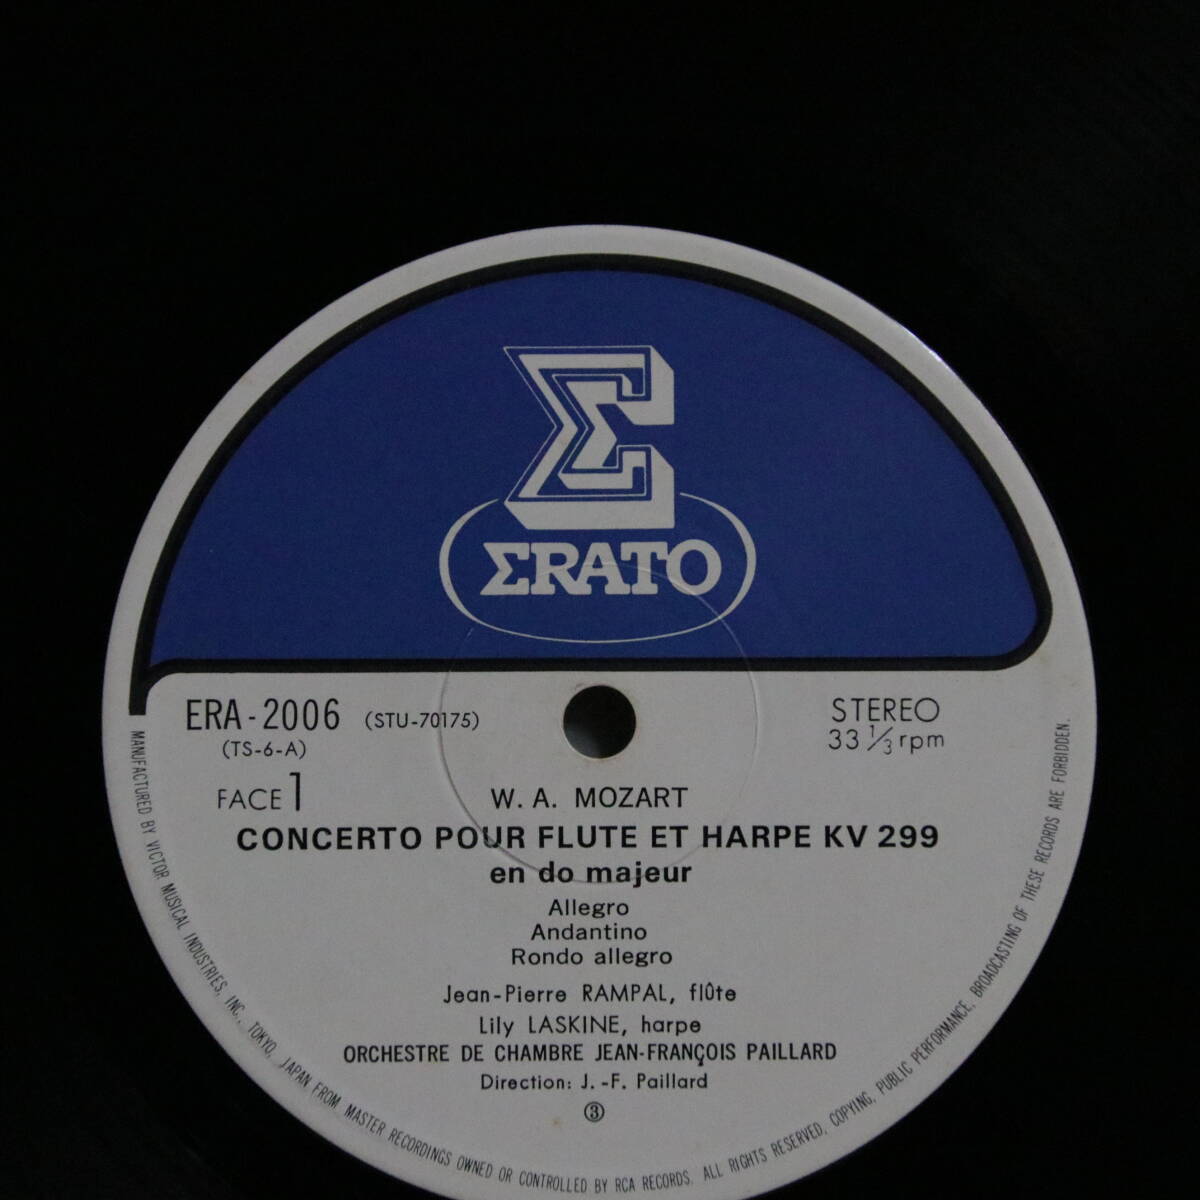 Σ
ΣRATO
ERA-2006 (STU-70175)
(TS-6-A)
STEREO
33 1/3 rpm
FACE 1
W. A. MOZART
CONCERTO POUR FLUTE ET HARPE KV 299
en do majeur
Allegro
Andantino
Rondo allegro
Jean-Pierre RAMPAL, flûte
Lily LASKINE, harpe
ORCHESTRE DE CHAMBRE JEAN-FRANÇOIS PAILLARD
Direction: J. -F. Paillard
③
MANUFACTURED BY VICTOR MUSICAL INDUSTRIES, INC., TOKYO, JAPAN FROM MASTER RECORDINGS OWNED OR CONTROLLED BY RCA RECORDS. ALL RIGHTS RESERVED, COPYING, PUBLIC PERFORMANCE, BROADCASTING OF THESE RECORDS ARE FORBIDDEN.